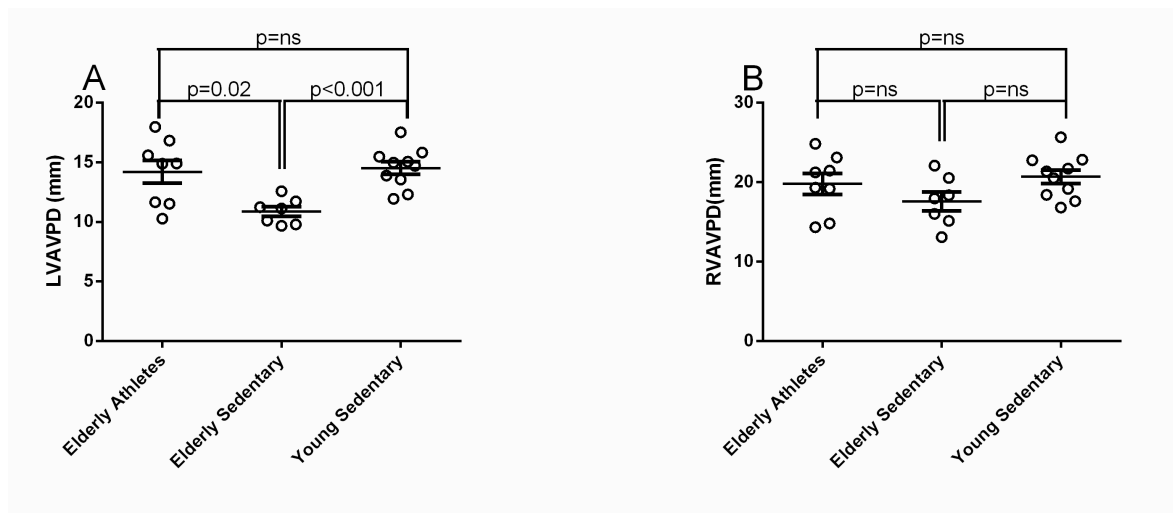 p=ns
A
p=0.02
p<0.001
20
15
10
5
0
LVAVPD (mm)
Elderly Athletes
Elderly Sedentary
Young Sedentary
p=ns
B
p=ns
p=ns
30
20
10
0
RVAVPD(mm)
Elderly Athletes
Elderly Sedentary
Young Sedentary